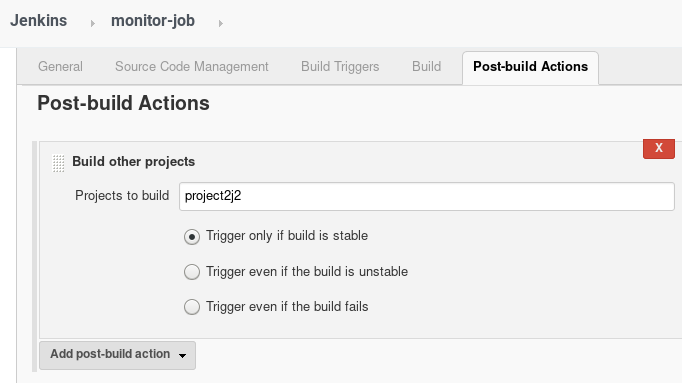 Jenkins monitor-job
General Source Code Management Build Triggers Build Post-build Actions
Post-build Actions
X
Build other projects
Projects to build project2j2
Trigger only if build is stable
Trigger even if the build is unstable
Trigger even if the build fails
Add post-build action